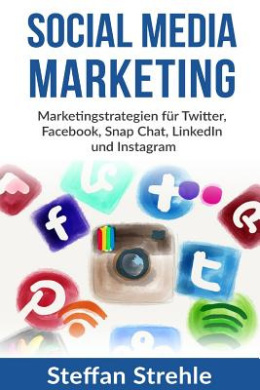 SOCIAL MEDIA
MARKETING
Marketingstrategien für Twitter,
Facebook, Snap Chat, LinkedIn
und Instagram
Steffan Strehle